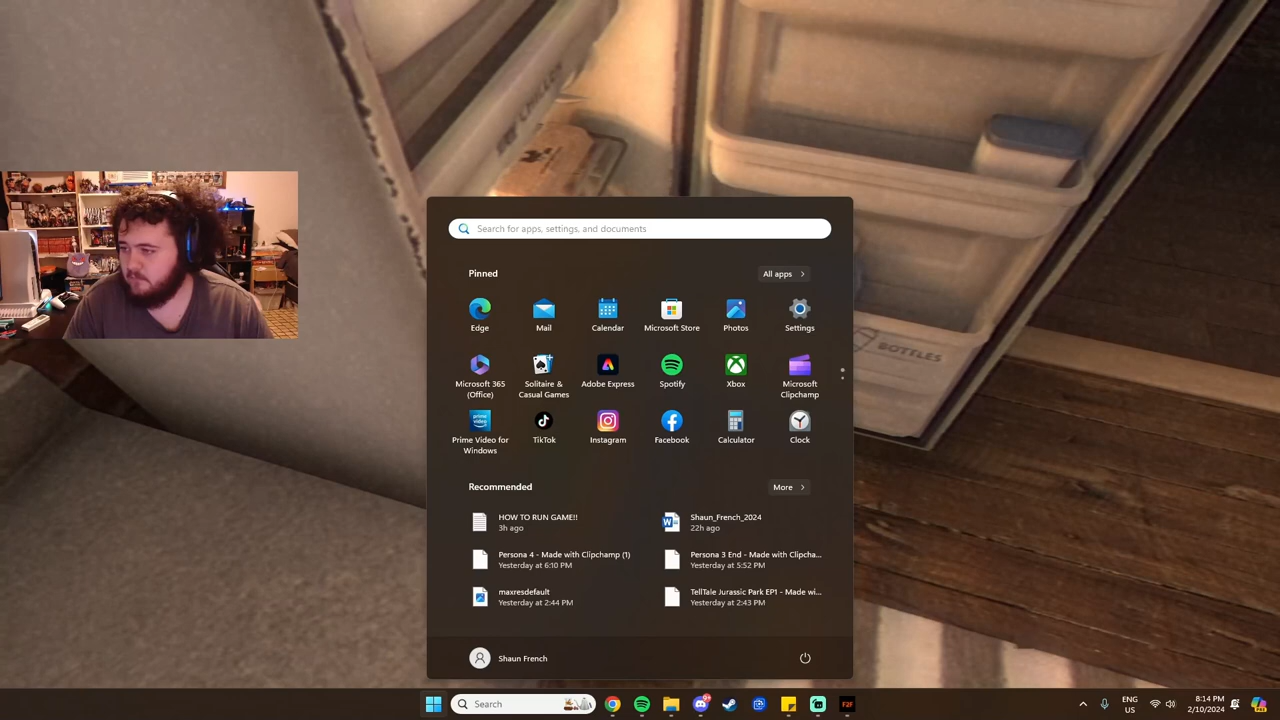 CHILLER
BOTTLES
Search for apps, settings, and documents
Pinned
All apps
Edge
Mail
Calendar
Microsoft Store
Photos
Settings
Microsoft 365
(Office)
Solitaire &
Casual Games
Adobe Express
Spotify
Xbox
Microsoft
Clipchamp
Prime Video for
Windows
TikTok
Instagram
Facebook
Calculator
Clock
Recommended
More
HOW TO RUN GAME!!
3h ago
Shaun_French_2024
22h ago
Persona 4 - Made with Clipchamp (1)
Yesterday at 6:10 PM
Persona 3 End - Made with Clipcha...
Yesterday at 5:52 PM
maxresdefault
Yesterday at 2:44 PM
TellTale Jurassic Park EP1 - Made wi...
Yesterday at 2:43 PM
Shaun French
Search
F2F
ENG
US
8:14 PM
2/10/2024